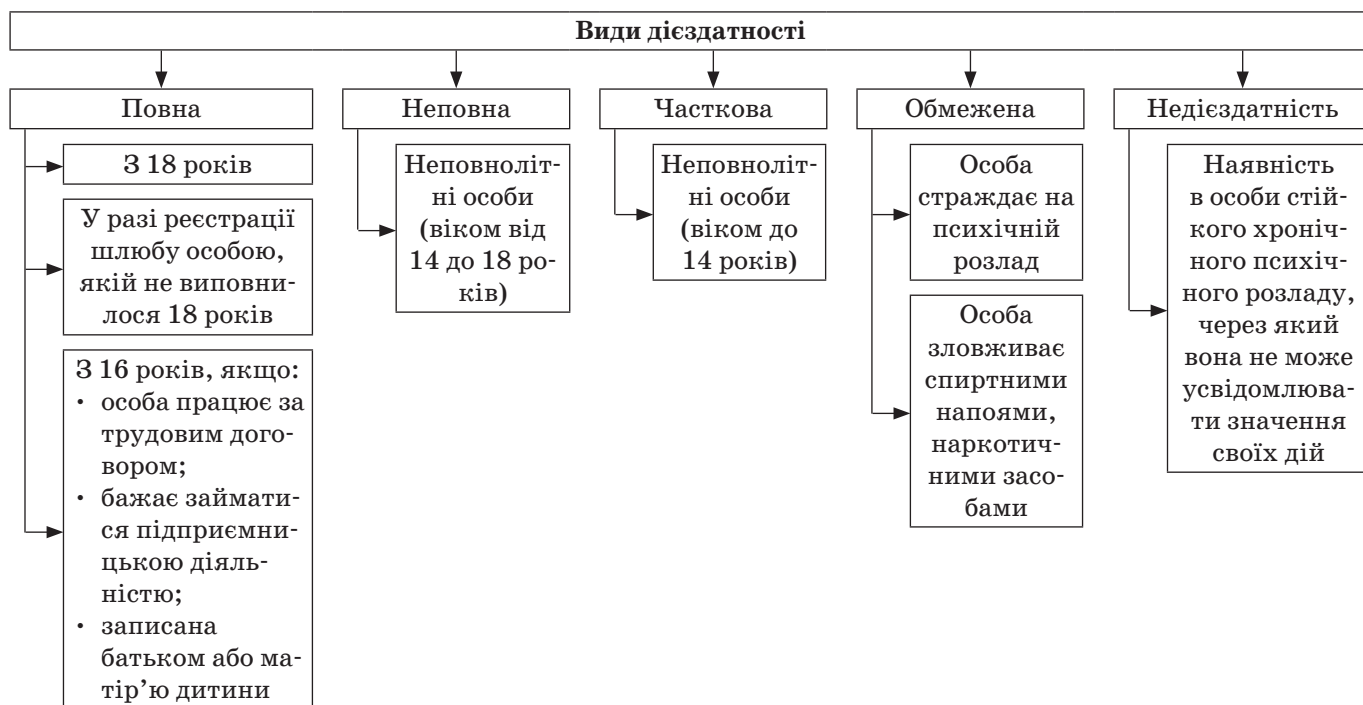 Види дієздатності
Повна
З 18 років
У разі реєстрації
шлюбу особою,
якій не виповни-
лося 18 років
З 16 років, якщо:
• особа працює за
трудовим дого-
вором;
• бажає займати-
ся підприємни-
цькою діяль-
ністю;
• записана
батьком або ма-
тір’ю дитини
Неповна
Неповноліт-
ні особи
(віком від
14 до 18 ро-
ків)
Часткова
Неповноліт-
ні особи
(віком до
14 років)
Обмежена
Особа
страждає на
психічній
розлад
Особа
зловживає
спиртними
напоями,
наркотич-
ними засо-
бами
Недієздатність
Наявність
в особи стій-
кого хроніч-
ного психіч-
ного розладу,
через який
вона не може
усвідомлюва-
ти значення
своїх дій